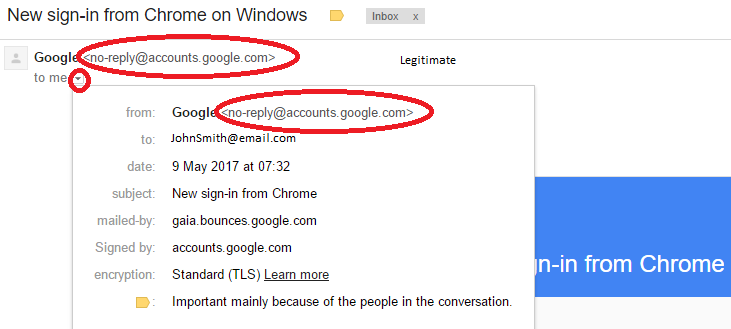 New sign-in from Chrome on Windows Inbox x
Google <no-reply@accounts.google.com> Legitimate
to me
from: Google <no-reply@accounts.google.com>
to: JohnSmith@email.com
date: 9 May 2017 at 07:32
subject: New sign-in from Chrome
mailed-by: gaia.bounces.google.com
Signed by: accounts.google.com
encryption: Standard (TLS) Learn more
: Important mainly because of the people in the conversation.
gn-in from Chrome